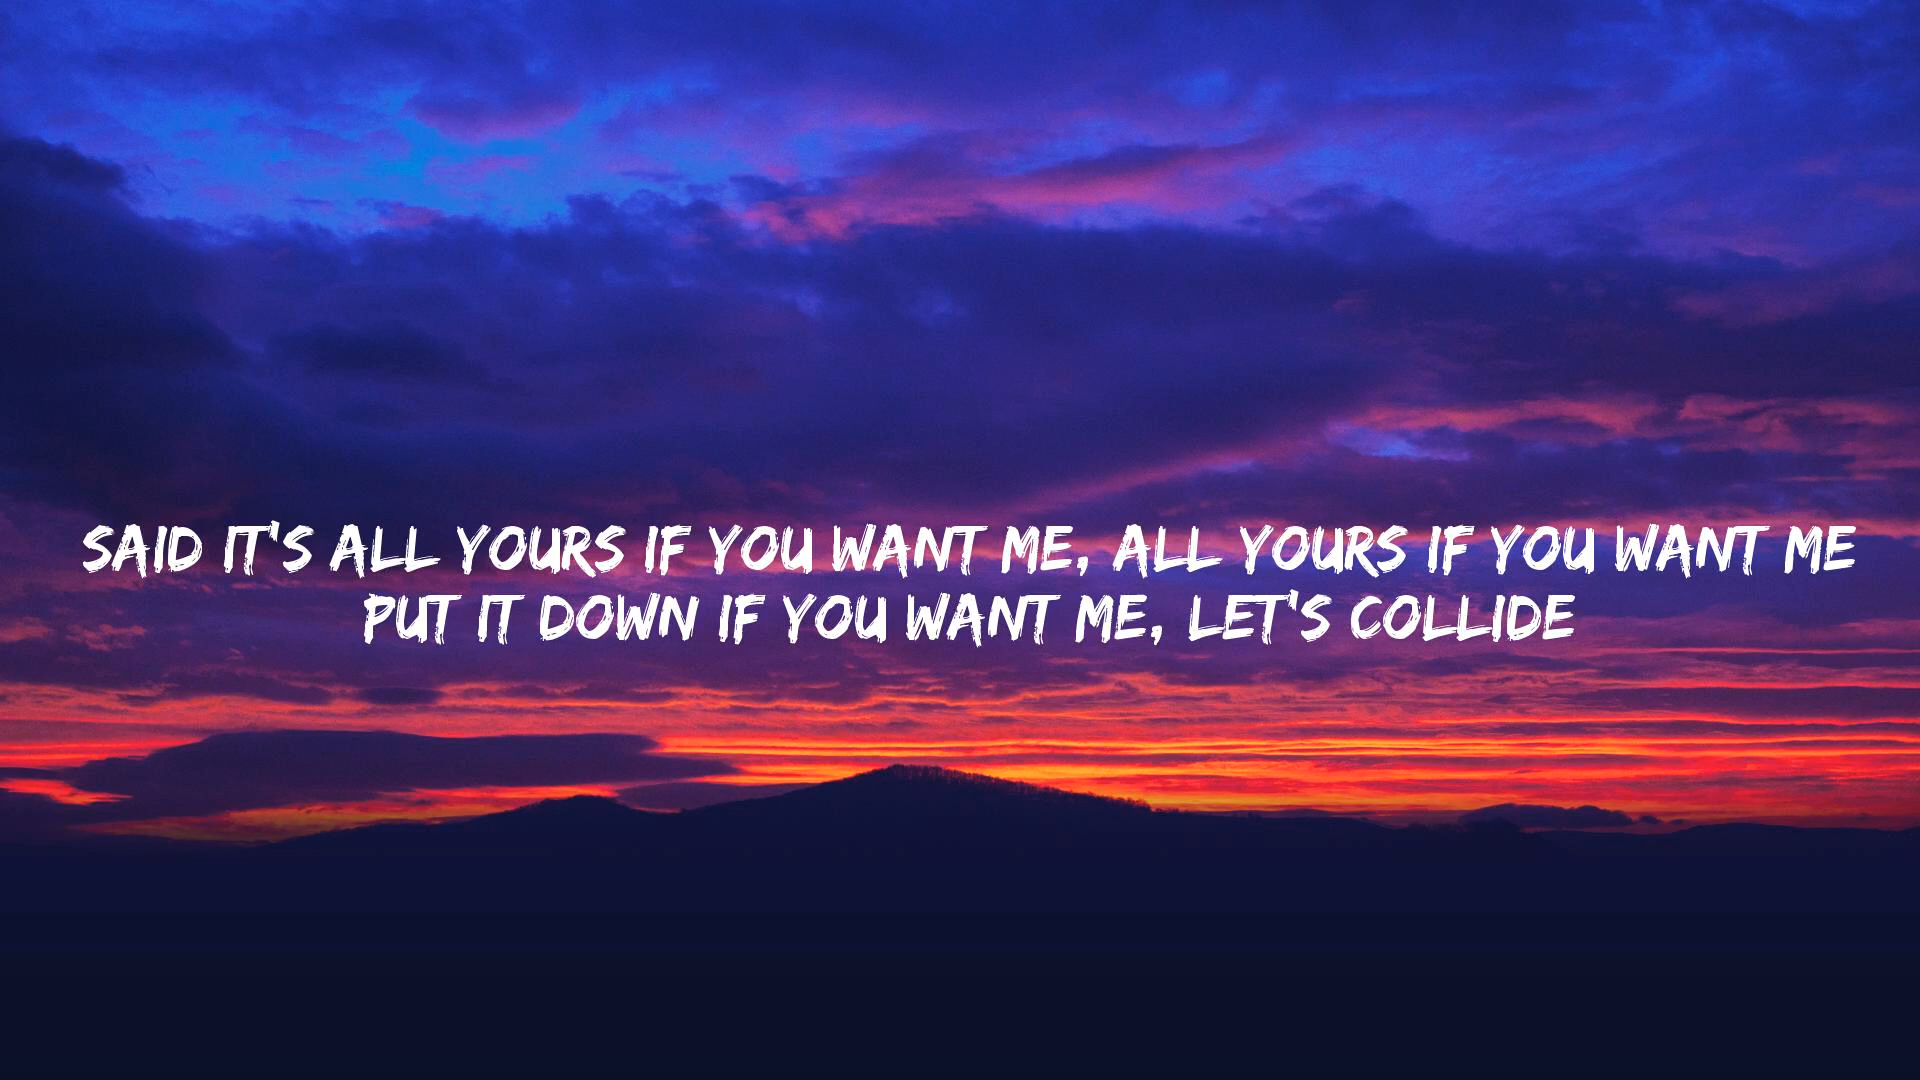 SAID IT'S ALL YOURS IF YOU WANT ME, ALL YOURS IF YOU WANT ME
PUT IT DOWN IF YOU WANT ME, LET'S COLLIDE